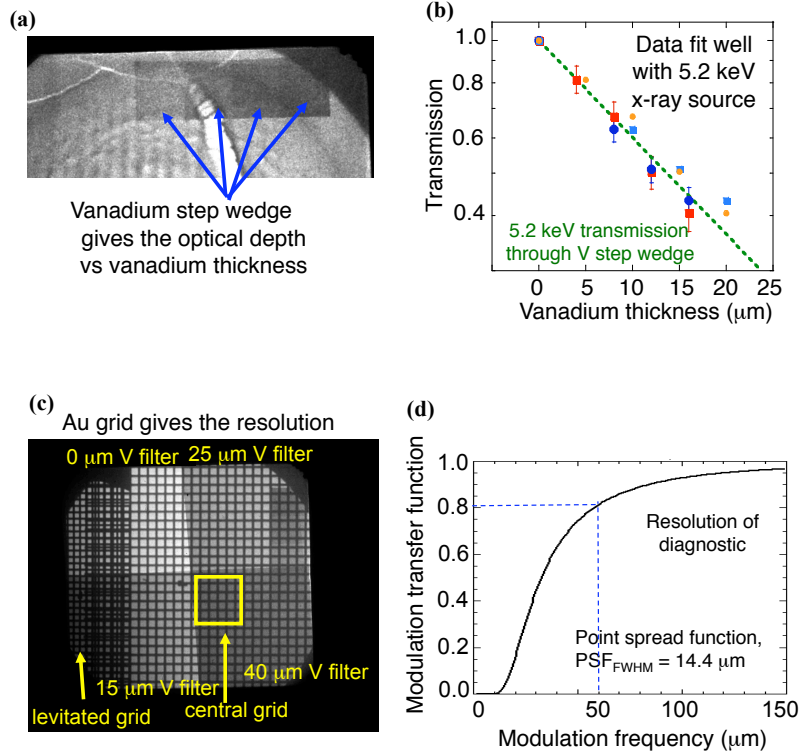 (a)
Vanadium step wedge
gives the optical depth
vs vanadium thickness
(b)
Transmission
1.0
0.8
0.6
0.4
Data fit well
with 5.2 keV
x-ray source
5.2 keV transmission
through V step wedge
0 5 10 15 20 25
Vanadium thickness (μm)
(c)
Au grid gives the resolution
0 μm V filter 25 μm V filter
15 μm V filter 40 μm V filter
levitated grid central grid
(d)
Modulation transfer function
1.0
0.8
0.6
0.4
0.2
0.0
Resolution of
diagnostic
Point spread function,
PSFFWHM = 14.4 μm
0 50 100 150
Modulation frequency (μm)